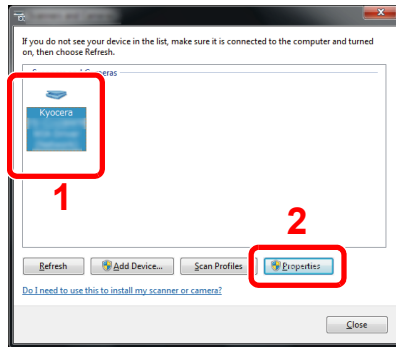 If you do not see your device in the list, make sure it is connected to the computer and turned
on, then choose Refresh.
Kyocera
1
2
Refresh
Add Device...
Scan Profiles
Properties
Do I need to use this to install my scanner or camera?
Close